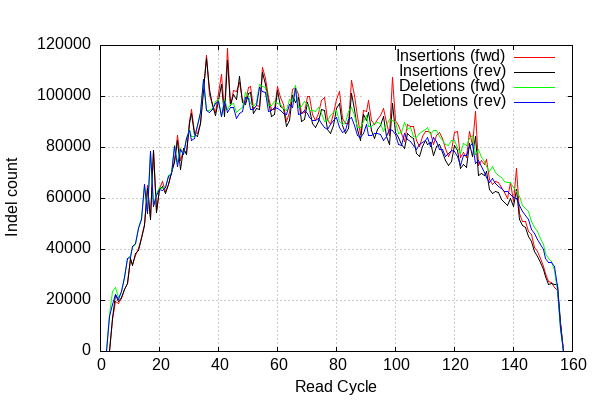 120000
100000
80000
60000
40000
20000
0
Indel count
Insertions (fwd)
Insertions (rev)
Deletions (fwd)
Deletions (rev)
0 20 40 60 80 100 120 140 160
Read Cycle